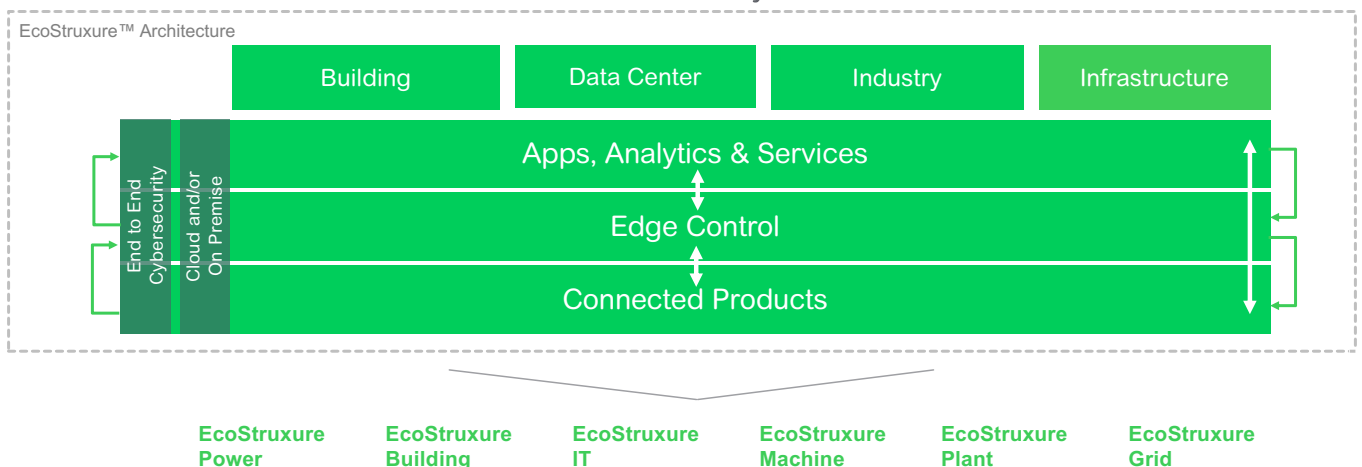 EcoStruxure™ Architecture
Building
Data Center
Industry
Infrastructure
End to End
Cybersecurity
Cloud and/or
On Premise
Apps, Analytics & Services
Edge Control
Connected Products
EcoStruxure
Power
EcoStruxure
Building
EcoStruxure
IT
EcoStruxure
Machine
EcoStruxure
Plant
EcoStruxure
Grid